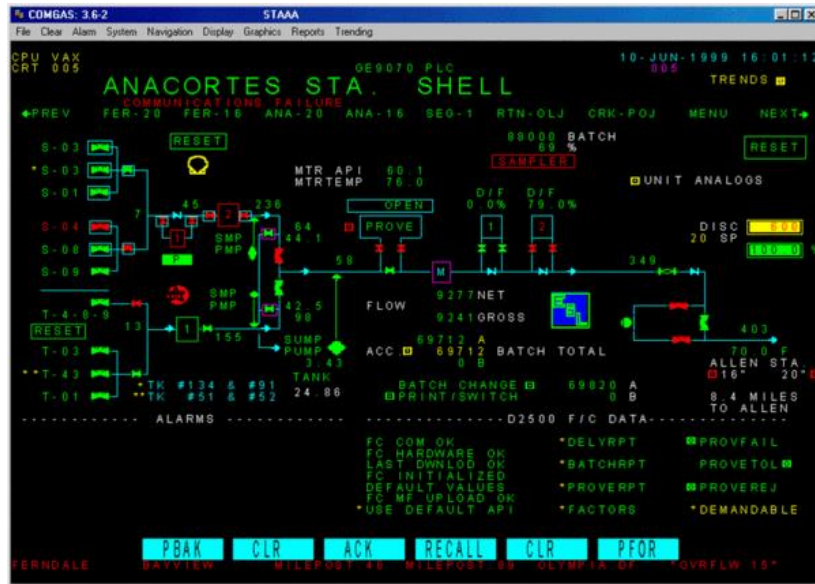 COMGAS: 3.6-2 STAAA
File Clear Alarm System Navigation Display Graphics Reports Trending
CPU VAX
CRT 005
GE9070 PLC
10-JUN-1999 16:01:12
005
ANACORTES STA. SHELL
TRENDS
COMMUNICATIONS FAILURE
PREV FER-20 FER-16 ANA-20 ANA-16 SEG-1 RTN-OLJ CRK-POJ MENU NEXT
88000 BATCH
69 %
RESET
RESET
SAMPLER
S-03
*S-03
S-01
MTR API 60.1
MTRTEMP 76.0
UNIT ANALOGS
D/F D/F
0.0% 79.0%
OPEN
PROVE
7 45 2 236
1
1 2
S-04
S-08
S-09
SMP
PMP
64
44.1
DISC 600
20 SP
100.0 %
P
58
M
349
SMP
PMP
42.5
98
FLOW
9277 NET
9241 GROSS
T-4-0-9
RESET
13 1 155
T-03
**T-43
T-01
SUMP
PUMP
3.43
TANK
24.86
69712 A
ACC. 69712 BATCH TOTAL
0 B
403
70.0 F
ALLEN STA.
16" 20"
8.4 MILES
TO ALLEN
*TK #134 & #91
**TK #51 & #52
BATCH CHANGE 69820 A
PRINT/SWITCH 0 B
ALARMS
D2500 F/C DATA
FC COM OK
FC HARDWARE OK
LAST DWNLOD OK
FC INITIALIZED
DEFAULT VALUES
FC MF UPLOAD OK
*USE DEFAULT API
*DELYRPT
*BATCHRPT
*PROVERPT
*FACTORS
PROVFAIL
PROVETOL
PROVEREJ
*DEMANDABLE
PBAK CLR ACK RECALL CLR PFOR
FERNDALE BAYVIEW MILEPOST 46 MILEPOST.89 OLYMPIA DF *OVRFLW 15"